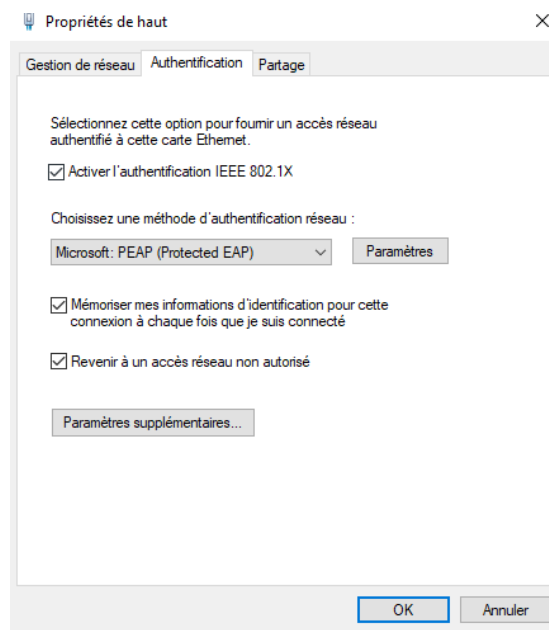 Propriétés de haut
Gestion de réseau Authentification Partage
Sélectionnez cette option pour fournir un accès réseau
authentifié à cette carte Ethernet.
Activer l'authentification IEEE 802.1X
Choisissez une méthode d'authentification réseau :
Microsoft: PEAP (Protected EAP) Paramètres
Mémoriser mes informations d'identification pour cette
connexion à chaque fois que je suis connecté
Revenir à un accès réseau non autorisé
Paramètres supplémentaires...
OK Annuler